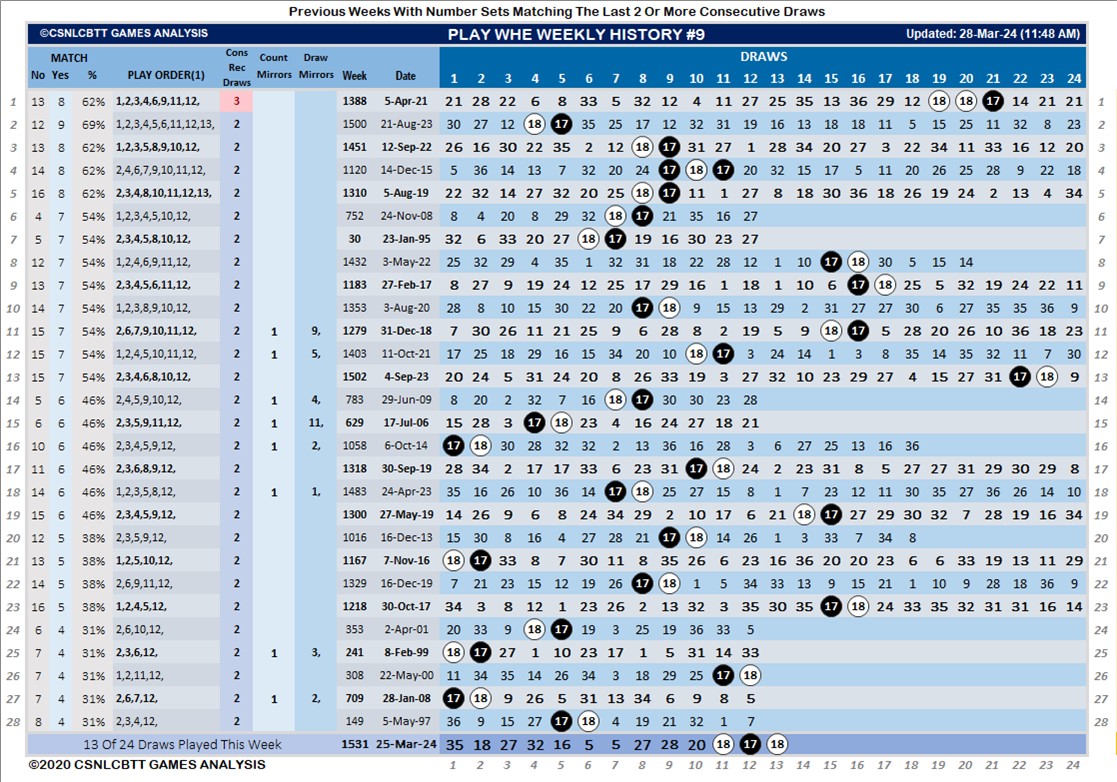 Previous Weeks With Number Sets Matching The Last 2 Or More Consecutive Draws
©CSNLCBTT GAMES ANALYSIS PLAY WHE WEEKLY HISTORY #9 Updated: 28-Mar-24 (11:48 AM)
MATCH Cons Rec Draws Count Mirrors Draw Mirrors DRAWS
No Yes % PLAY ORDER(1) Week Date 1 2 3 4 5 6 7 8 9 10 11 12 13 14 15 16 17 18 19 20 21 22 23 24
1 13 8 62% 1,2,3,4,6,9,11,12, 3 1388 5-Apr-21 21 28 22 6 8 33 5 32 12 4 11 27 25 35 13 36 29 12 19 20 17 14 21 21 1
2 12 9 69% 1,2,3,4,5,6,11,12,13, 2 1500 21-Aug-23 30 27 12 18 17 35 25 17 12 32 31 19 16 13 18 18 11 5 15 25 11 32 8 23 2
3 13 8 62% 1,2,3,5,8,9,10,12, 2 1451 12-Sep-22 26 16 30 22 35 2 12 18 17 31 27 1 28 34 20 27 3 22 34 11 33 16 12 20 3
4 14 8 62% 2,4,6,7,9,10,11,12, 2 1120 14-Dec-15 5 36 14 13 7 32 20 24 17 18 17 20 32 15 17 5 11 20 26 25 28 9 22 18 4
5 16 8 62% 2,3,4,8,10,11,12,13, 2 1310 5-Aug-19 22 32 14 27 32 20 25 18 17 11 1 27 8 18 30 36 18 26 19 24 2 13 4 34 5
6 4 7 54% 1,2,3,4,5,10,12, 2 752 24-Nov-08 8 4 20 8 29 32 18 17 21 35 16 27 6
7 5 7 54% 2,3,4,5,8,10,12, 2 30 23-Jan-95 32 6 33 20 27 18 17 19 16 30 23 27 7
8 12 7 54% 1,2,4,6,9,11,12, 2 1432 3-May-22 25 32 29 4 35 1 32 31 18 22 28 12 1 10 17 18 30 5 15 14 8
9 13 7 54% 2,3,4,5,6,11,12, 2 1183 27-Feb-17 8 27 9 19 24 12 25 17 29 16 1 18 1 10 6 17 18 25 5 32 19 24 22 11 9
10 14 7 54% 1,2,3,8,9,10,12, 2 1353 3-Aug-20 28 8 10 15 30 22 20 17 18 9 15 13 29 2 31 27 27 30 6 27 35 35 36 9 10
11 15 7 54% 2,6,7,9,10,11,12, 2 1 9, 1279 31-Dec-18 7 30 26 11 21 25 9 6 28 8 2 19 5 9 18 17 5 28 20 26 10 36 18 23 11
12 15 7 54% 1,2,4,5,10,11,12, 2 1 5, 1403 11-Oct-21 17 25 18 29 16 15 34 20 10 18 17 3 24 14 1 3 8 35 14 35 32 11 7 30 12
13 15 7 54% 2,3,4,6,8,10,12, 2 1502 4-Sep-23 20 24 5 31 24 20 8 26 33 19 3 27 32 10 23 29 27 4 15 27 31 17 18 9 13
14 5 6 46% 2,4,5,9,10,12, 2 1 4, 783 29-Jun-09 8 20 2 32 7 16 18 17 30 30 23 28 14
15 6 6 46% 2,3,5,9,11,12, 2 1 11, 629 17-Jul-06 15 28 3 17 18 23 4 16 24 27 18 21 15
16 10 6 46% 2,3,4,5,9,12, 2 1 2, 1058 6-Oct-14 17 18 30 28 32 32 2 13 36 16 28 3 6 27 25 13 16 36 16
17 11 6 46% 2,3,6,8,9,12, 2 1318 30-Sep-19 28 34 2 17 17 33 6 23 31 17 18 24 2 23 31 8 5 27 27 31 29 30 29 8 17
18 14 6 46% 1,2,3,5,8,12, 2 1 1, 1483 24-Apr-23 35 16 26 10 36 14 17 18 25 27 15 8 1 7 23 12 11 30 35 27 36 26 14 10 18
19 15 6 46% 2,3,4,5,9,12, 2 1300 27-May-19 14 26 9 6 8 24 34 29 2 10 17 6 21 18 17 27 29 30 32 7 28 19 16 34 19
20 12 5 38% 2,3,5,9,12, 2 1016 16-Dec-13 15 30 8 16 4 27 28 21 17 18 14 26 1 3 33 7 34 8 20
21 13 5 38% 1,2,5,10,12, 2 1167 7-Nov-16 18 17 33 8 7 30 11 8 35 26 6 23 16 36 20 20 23 6 6 33 19 13 11 29 21
22 14 5 38% 2,6,9,11,12, 2 1329 16-Dec-19 7 21 23 15 12 19 26 17 18 1 22 5 34 33 13 9 15 21 1 10 9 28 18 36 9 22
23 16 5 38% 1,2,4,5,12, 2 1218 30-Oct-17 34 3 8 12 1 23 26 2 13 32 3 35 30 35 17 18 24 33 35 32 31 31 16 14 23
24 6 4 31% 2,6,10,12, 2 353 2-Apr-01 20 33 9 18 17 19 3 25 19 36 33 5 24
25 7 4 31% 2,3,6,12, 2 1 3, 241 8-Feb-99 18 17 27 1 10 23 17 1 5 31 14 33 25
26 7 4 31% 1,2,11,12, 2 308 22-May-00 11 34 35 14 26 34 3 18 29 25 17 18 26
27 7 4 31% 2,6,7,12, 2 1 2, 709 28-Jan-08 17 18 9 26 5 31 13 34 6 9 8 5 27
28 8 4 31% 2,3,4,12, 2 149 5-May-97 36 9 15 27 17 18 4 19 21 32 1 7 28
13 Of 24 Draws Played This Week 1531 25-Mar-24 35 18 27 32 16 5 5 27 28 20 18 17 18
©2020 CSNLCBTT GAMES ANALYSIS 1 2 3 4 5 6 7 8 9 10 11 12 13 14 15 16 17 18 19 20 21 22 23 24